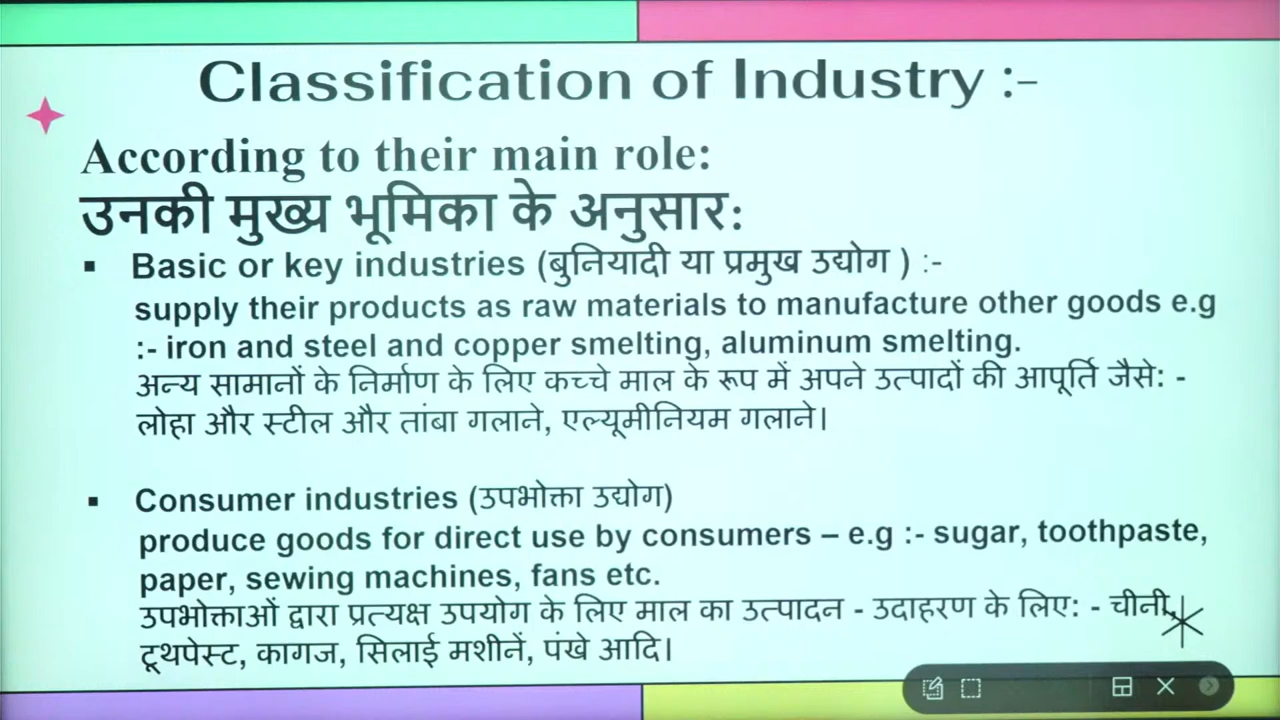 Classification of Industry :-
According to their main role:
उनकी मुख्य भूमिका के अनुसार:
▪ Basic or key industries (बुनियादी या प्रमुख उद्योग ) :-
supply their products as raw materials to manufacture other goods e.g
:- iron and steel and copper smelting, aluminum smelting.
अन्य सामानों के निर्माण के लिए कच्चे माल के रूप में अपने उत्पादों की आपूर्ति जैसे: -
लोहा और स्टील और तांबा गलाने, एल्यूमीनियम गलाने।
▪ Consumer industries (उपभोक्ता उद्योग)
produce goods for direct use by consumers – e.g :- sugar, toothpaste,
paper, sewing machines, fans etc.
उपभोक्ताओं द्वारा प्रत्यक्ष उपयोग के लिए माल का उत्पादन - उदाहरण के लिए: - चीनी,
टूथपेस्ट, कागज, सिलाई मशीनें, पंखे आदि।